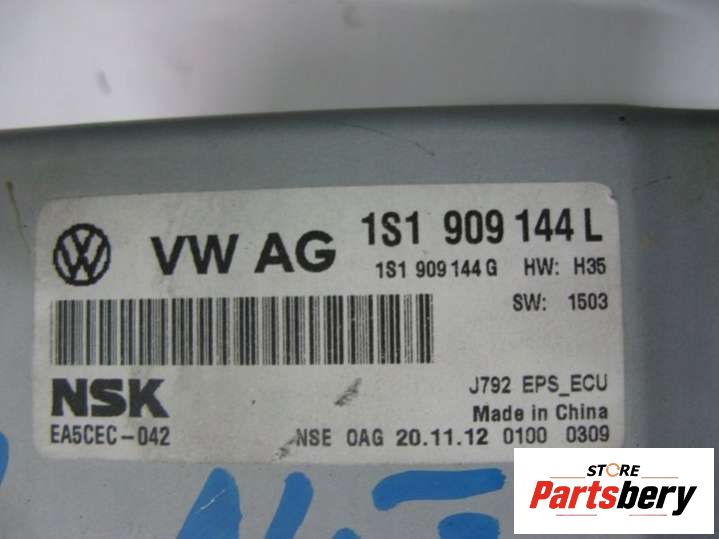 VW AG 1S1 909 144 L
1S1 909 144 G HW: H35
SW: 1503
NSK
J792 EPS_ECU
Made in China
EA5CEC-042
NSE OAG 20.11.12 0100 0309
STORE
Partsbery